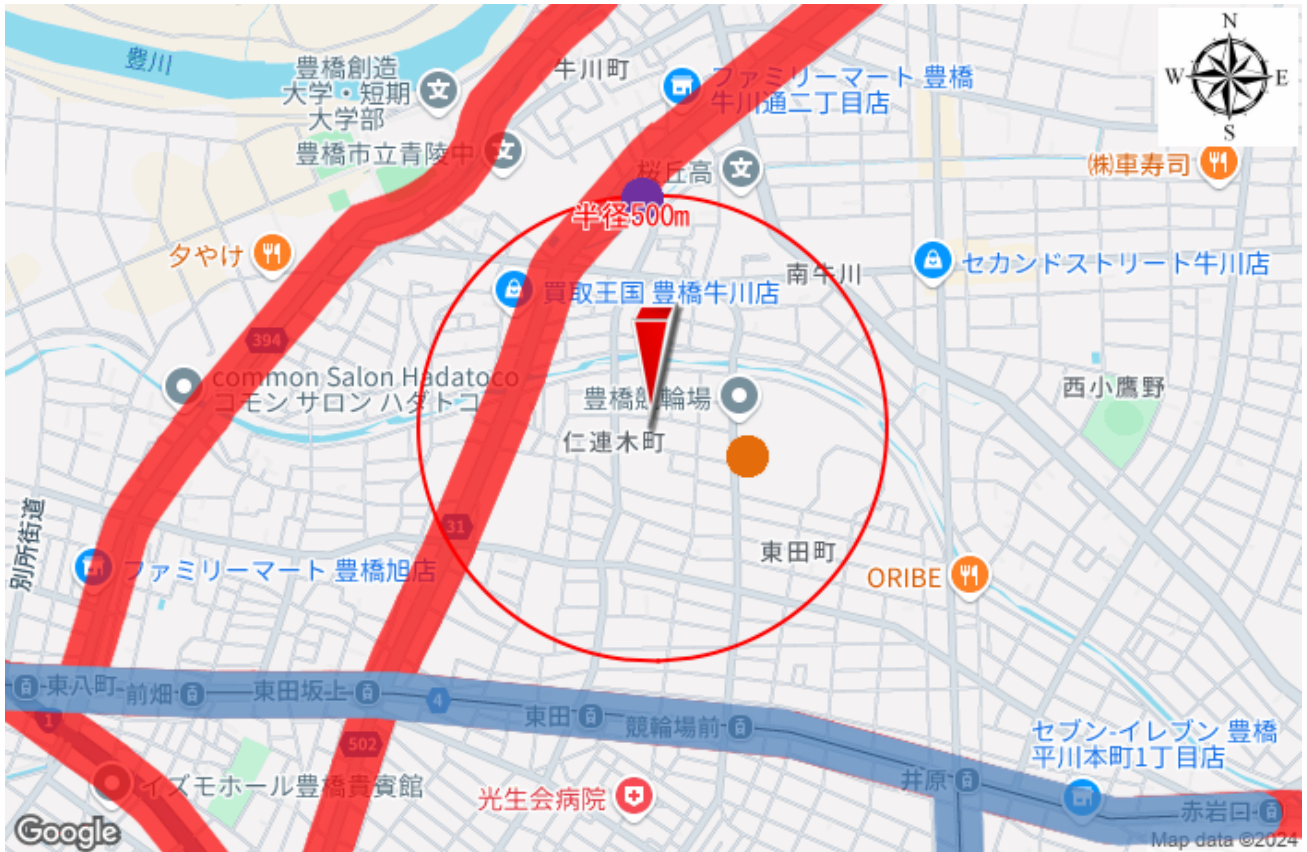 N
W
E
S
豊川
豊橋創造
大学・短期
大学部
牛川町
ファミリーマート 豊橋
牛川通二丁目店
豊橋市立青陵中
桜丘高
㈱車寿司
半径500m
夕やけ
南牛川
セカンドストリート牛川店
買取王国 豊橋牛川店
394
common Salon Hadatoco
コモン サロン ハダトコ
豊橋競輪場
西小鷹野
仁連木町
31
別所街道
東田町
ファミリーマート 豊橋旭店
ORIBE
東八町
前畑
東田坂上
4
1
東田
競輪場前
502
セブン-イレブン 豊橋
平川本町1丁目店
井原
イズモホール豊橋貴賓館
光生会病院
赤岩口
Google
Map data ©2024